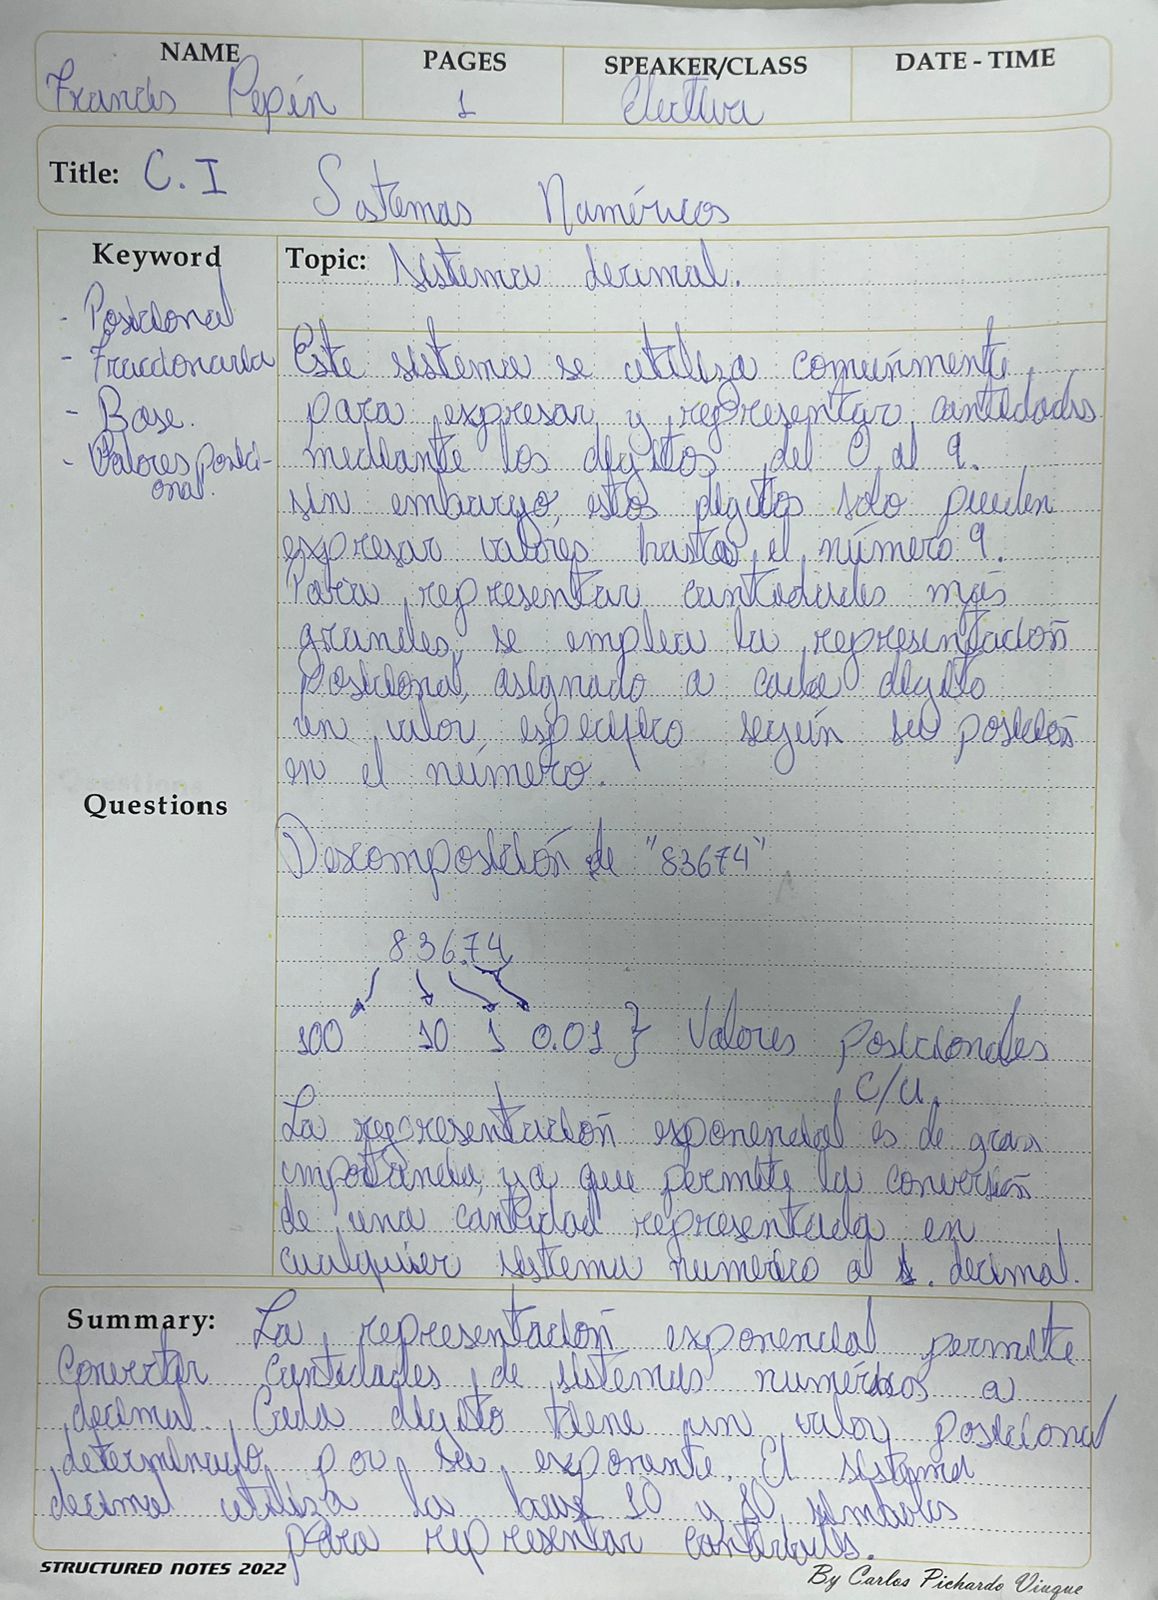 NAME PAGES SPEAKER/CLASS DATE - TIME
Francis Pepín 1 Electiva
Title: C.I Sistemas Numéricos
Keyword
- Posicional
- Fraccionaria
- Base.
- Valores posici-
onal.
Questions
Topic: Sistema decimal.
Este sistema se utiliza comúnmente
para expresar y representar cantidades
mediante los dígitos del 0 al 9.
sin embargo, estos dígitos solo pueden
expresar valores hasta el número 9.
Para representar cantidades más
grandes, se emplea la representación
Posicional, asignado a cada dígito
un valor específico según su posición
en el número.
Descomposición de "83674"
836.74
100 10 1 0.01 } Valores posicionales
C/U.
La representación exponencial es de gran
importancia, ya que permite la conversión
de una cantidad representada en
cualquier sistema numérico al s. decimal.
Summary: La representación exponencial permite
Convertir Cantidades de sistemas numéricos a
decimal. Cada dígito tiene un valor posicional
determinado por su exponente. El sistema
decimal utiliza la base 10 y 10 símbolos
para representar cantidades.
STRUCTURED NOTES 2022 By Carlos Pichardo Viuque